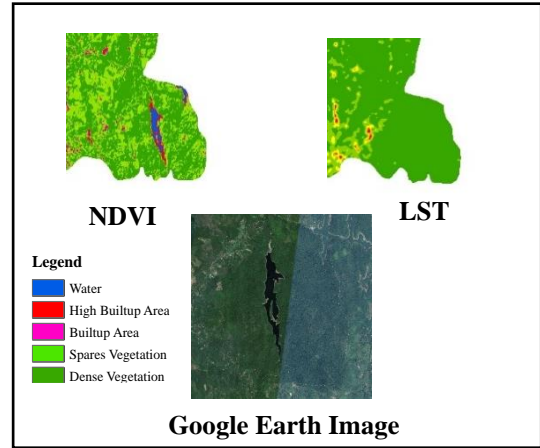 NDVI
LST
Legend
Water
High Builtup Area
Builtup Area
Spares Vegetation
Dense Vegetation
Google Earth Image